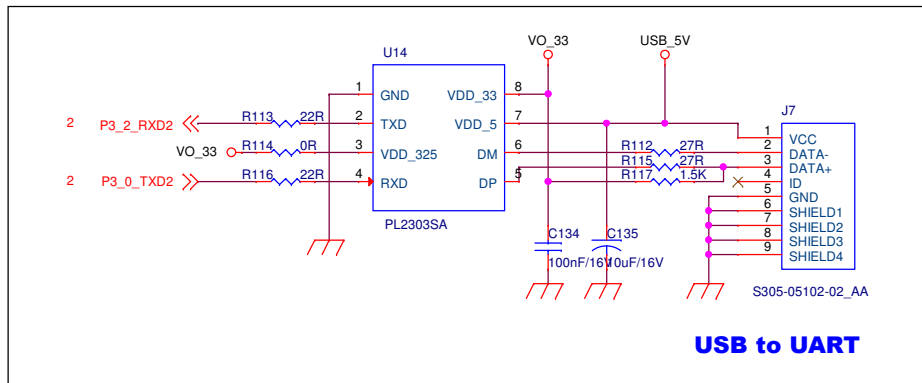 VO_33 USB_5V
U14
J7
1 GND VDD_33 8
2 P3_2_RXD2 R113 22R 2 TXD VDD_5 7
VO_33 R114 0R 3 VDD_325 DM 6 R112 27R
2 P3_0_TXD2 R116 22R 4 RXD DP 5 R115 27R
R117 1.5K
PL2303SA
1 VCC
2 DATA-
3 DATA+
4 ID
5 GND
6 SHIELD1
7 SHIELD2
8 SHIELD3
9 SHIELD4
C134 C135
100nF/16V 10uF/16V
S305-05102-02_AA
USB to UART